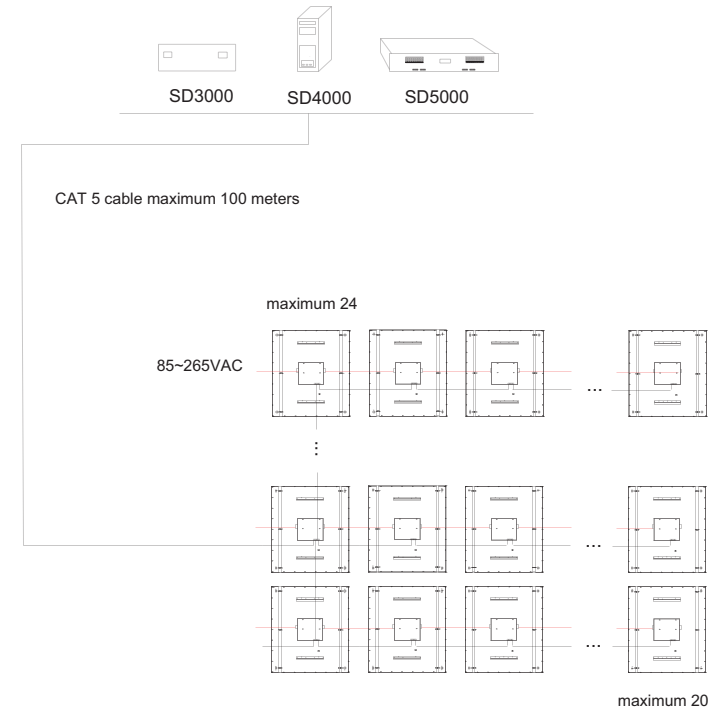 SD3000
SD4000
SD5000
CAT 5 cable maximum 100 meters
maximum 24
85~265VAC
...
...
...
...
maximum 20